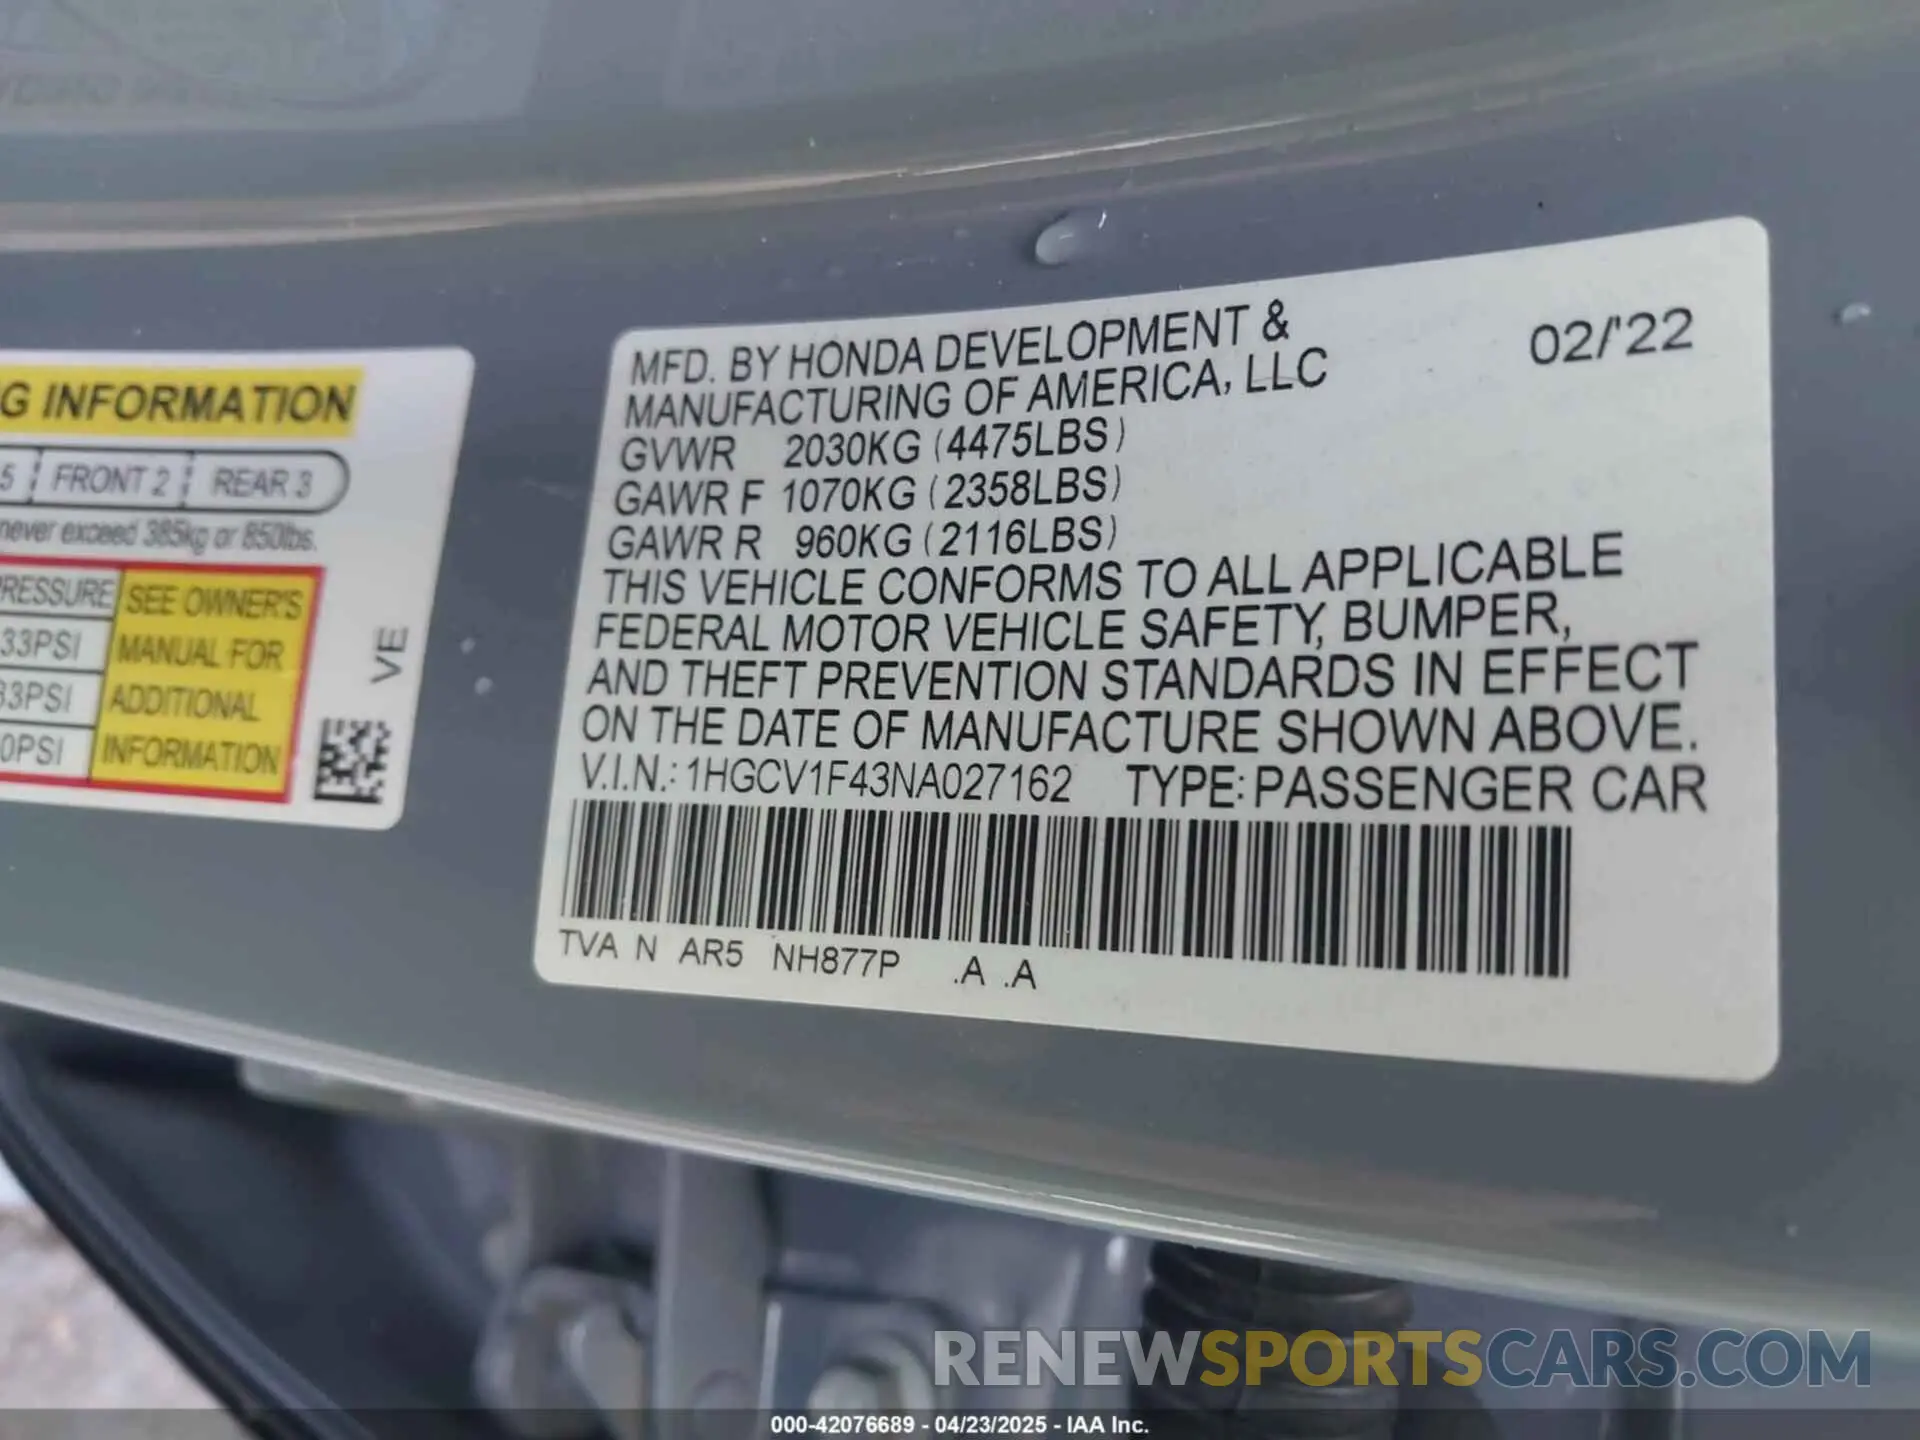 G INFORMATION
5 FRONT 2 REAR 3
never exceed 385kg or 850lbs.
PRESSURE
33PSI
33PSI
0PSI
SEE OWNER'S
MANUAL FOR
ADDITIONAL
INFORMATION
VE
MFD. BY HONDA DEVELOPMENT &
MANUFACTURING OF AMERICA, LLC
02/'22
GVWR 2030KG (4475LBS)
GAWR F 1070KG (2358LBS)
GAWR R 960KG (2116LBS)
THIS VEHICLE CONFORMS TO ALL APPLICABLE
FEDERAL MOTOR VEHICLE SAFETY, BUMPER,
AND THEFT PREVENTION STANDARDS IN EFFECT
ON THE DATE OF MANUFACTURE SHOWN ABOVE.
V.I.N.: 1HGCV1F43NA027162 TYPE: PASSENGER CAR
TVA N AR5 NH877P .A .A
RENEWSPORTSCARS.COM
000-42076689 - 04/23/2025 - IAA Inc.